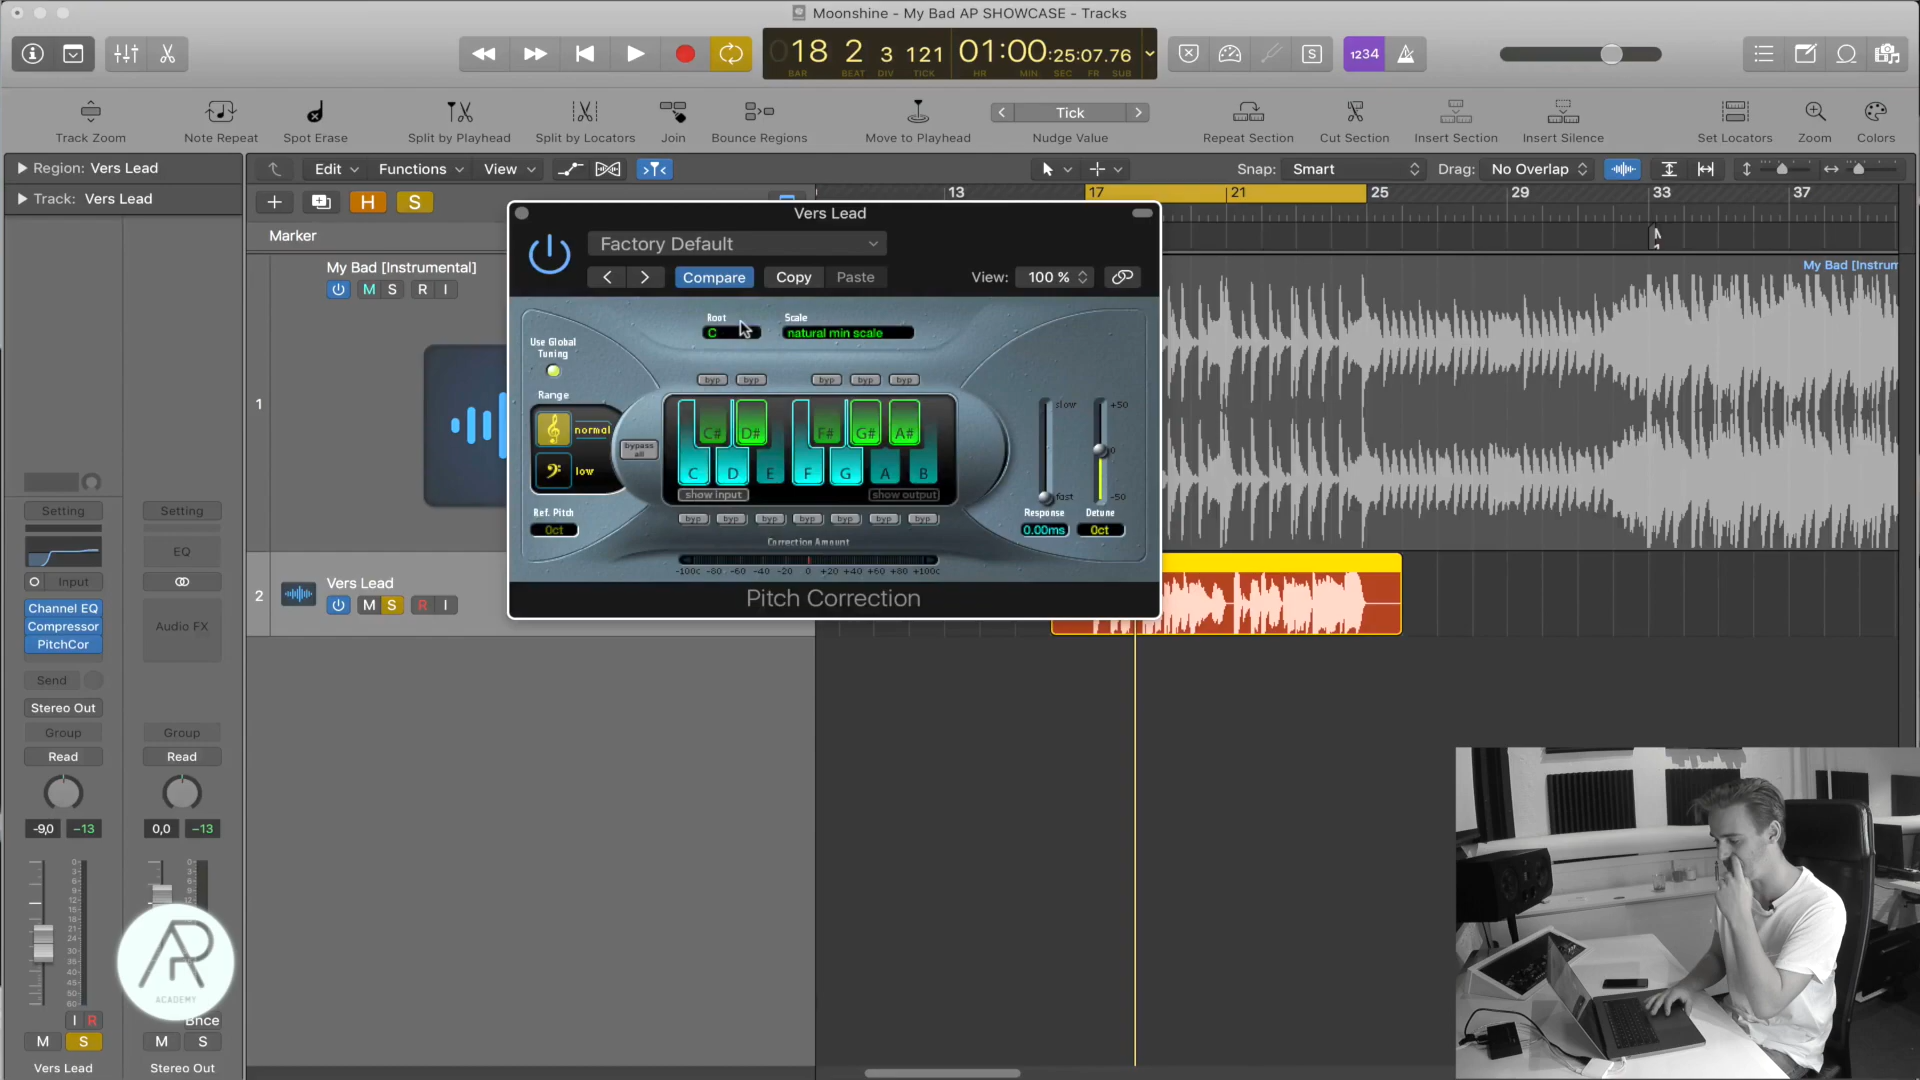 Moonshine - My Bad AP SHOWCASE - Tracks
018 2 3 121 01:00:25:07.76
BAR BEAT DIV TICK HR MIN SEC FR SUB
S
1234
Track Zoom
Note Repeat
Spot Erase
Split by Playhead
Split by Locators
Join
Bounce Regions
Move to Playhead
Tick
Nudge Value
Repeat Section
Cut Section
Insert Section
Insert Silence
Set Locators
Zoom
Colors
Region: Vers Lead
Track: Vers Lead
Edit Functions View
Snap: Smart
Drag: No Overlap
H S
13 17 21 25 29 33 37
Marker
1
My Bad [Instrumental]
M S R I
My Bad [Instrum
2
Vers Lead
M S R I
Vers Lead
Factory Default
Compare Copy Paste View: 100 %
Root Scale
C natural min scale
Use Global
Tuning
Range
normal
low
Ref. Pitch
0ct
byp byp byp byp byp
bypass
all
C# D# F# G# A#
C D E F G A B
show input show output
byp byp byp byp byp byp byp
Correction Amount
-100c -80 -60 -40 -20 0 +20 +40 +60 +80 +100c
slow
fast
Response
0.00ms
+50
0
-50
Detune
0ct
Pitch Correction
Setting Setting
EQ
Input
Channel EQ
Compressor
PitchCor
Audio FX
Send
Stereo Out
Group Group
Read Read
-9,0 -13 0,0 -13
AP
ACADEMY
I R Bnce
M S M S
Vers Lead Stereo Out